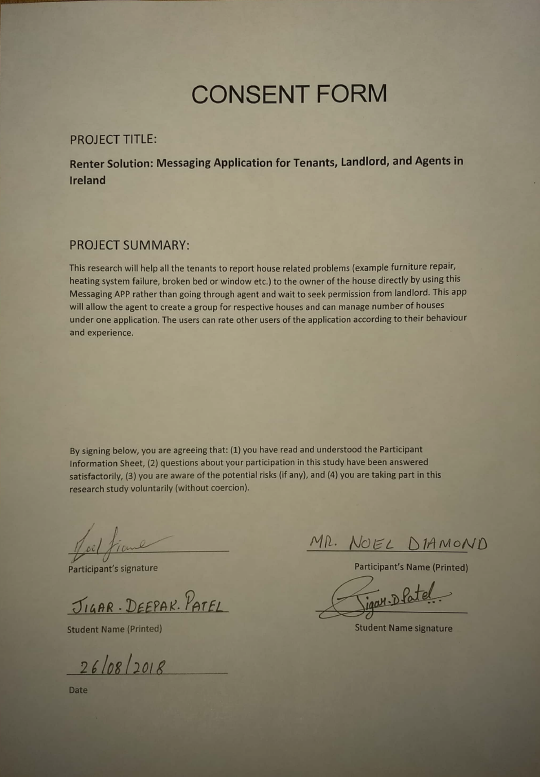 CONSENT FORM
PROJECT TITLE:
Renter Solution: Messaging Application for Tenants, Landlord, and Agents in
Ireland
PROJECT SUMMARY:
This research will help all the tenants to report house related problems (example furniture repair,
heating system failure, broken bed or window etc.) to the owner of the house directly by using this
Messaging APP rather than going through agent and wait to seek permission from landlord. This app
will allow the agent to create a group for respective houses and can manage number of houses
under one application. The users can rate other users of the application according to their behaviour
and experience.
By signing below, you are agreeing that: (1) you have read and understood the Participant
Information Sheet, (2) questions about your participation in this study have been answered
satisfactorily, (3) you are aware of the potential risks (if any), and (4) you are taking part in this
research study voluntarily (without coercion).
MR. NOEL DIAMOND
Participant's signature
Participant's Name (Printed)
JIGAR. DEEPAK. PATEL
Jigar.D.Patel
Student Name (Printed)
Student Name signature
26/08/2018
Date